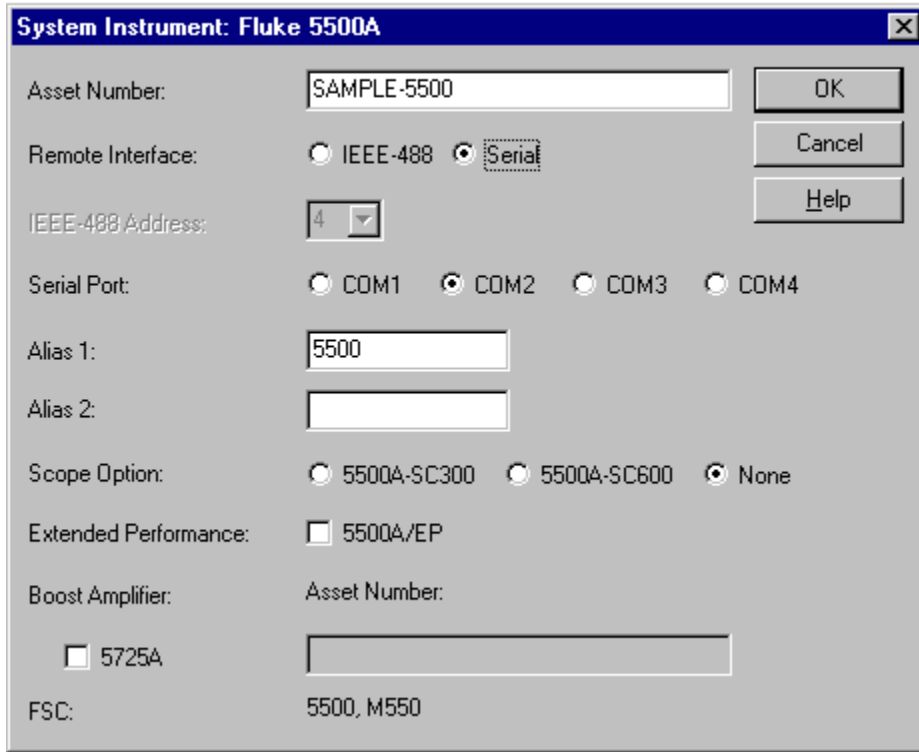 System Instrument: Fluke 5500A
Asset Number: SAMPLE-5500 OK
Remote Interface: IEEE-488 Serial Cancel
IEEE-488 Address: 4 Help
Serial Port: COM1 COM2 COM3 COM4
Alias 1: 5500
Alias 2:
Scope Option: 5500A-SC300 5500A-SC600 None
Extended Performance: 5500A/EP
Boost Amplifier: Asset Number:
5725A
FSC: 5500, M550